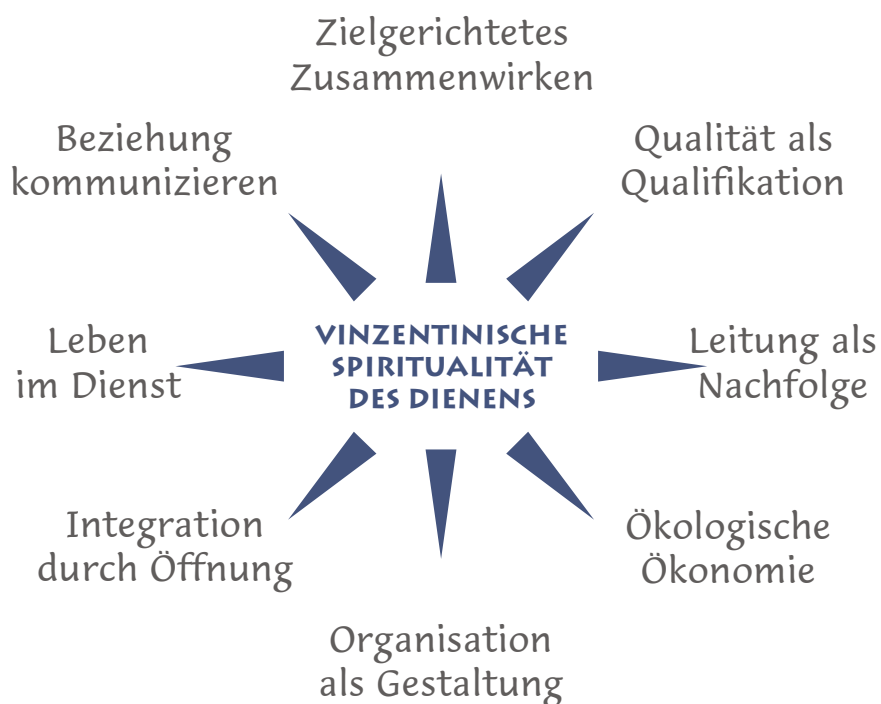 Zielgerichtetes
Zusammenwirken
Beziehung
kommunizieren
Qualität als
Qualifikation
Leben
im Dienst
VINZENTINISCHE
SPIRITUALITÄT
DES DIENENS
Leitung als
Nachfolge
Integration
durch Öffnung
Ökologische
Ökonomie
Organisation
als Gestaltung